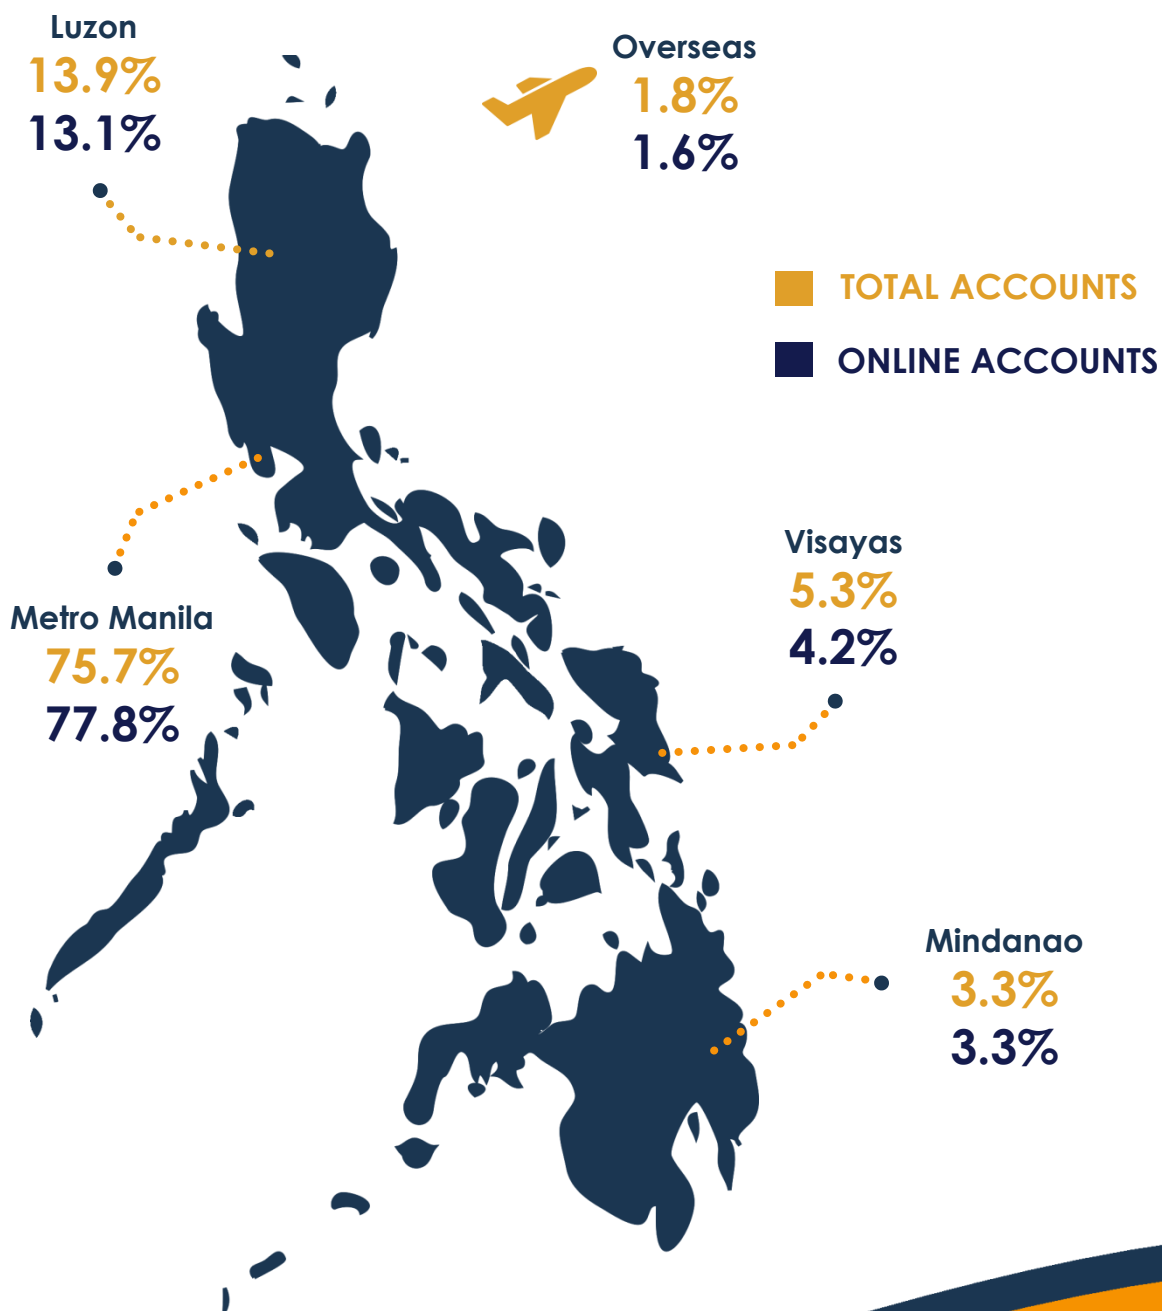 Luzon
13.9%
13.1%
Overseas
1.8%
1.6%
TOTAL ACCOUNTS
ONLINE ACCOUNTS
Metro Manila
75.7%
77.8%
Visayas
5.3%
4.2%
Mindanao
3.3%
3.3%